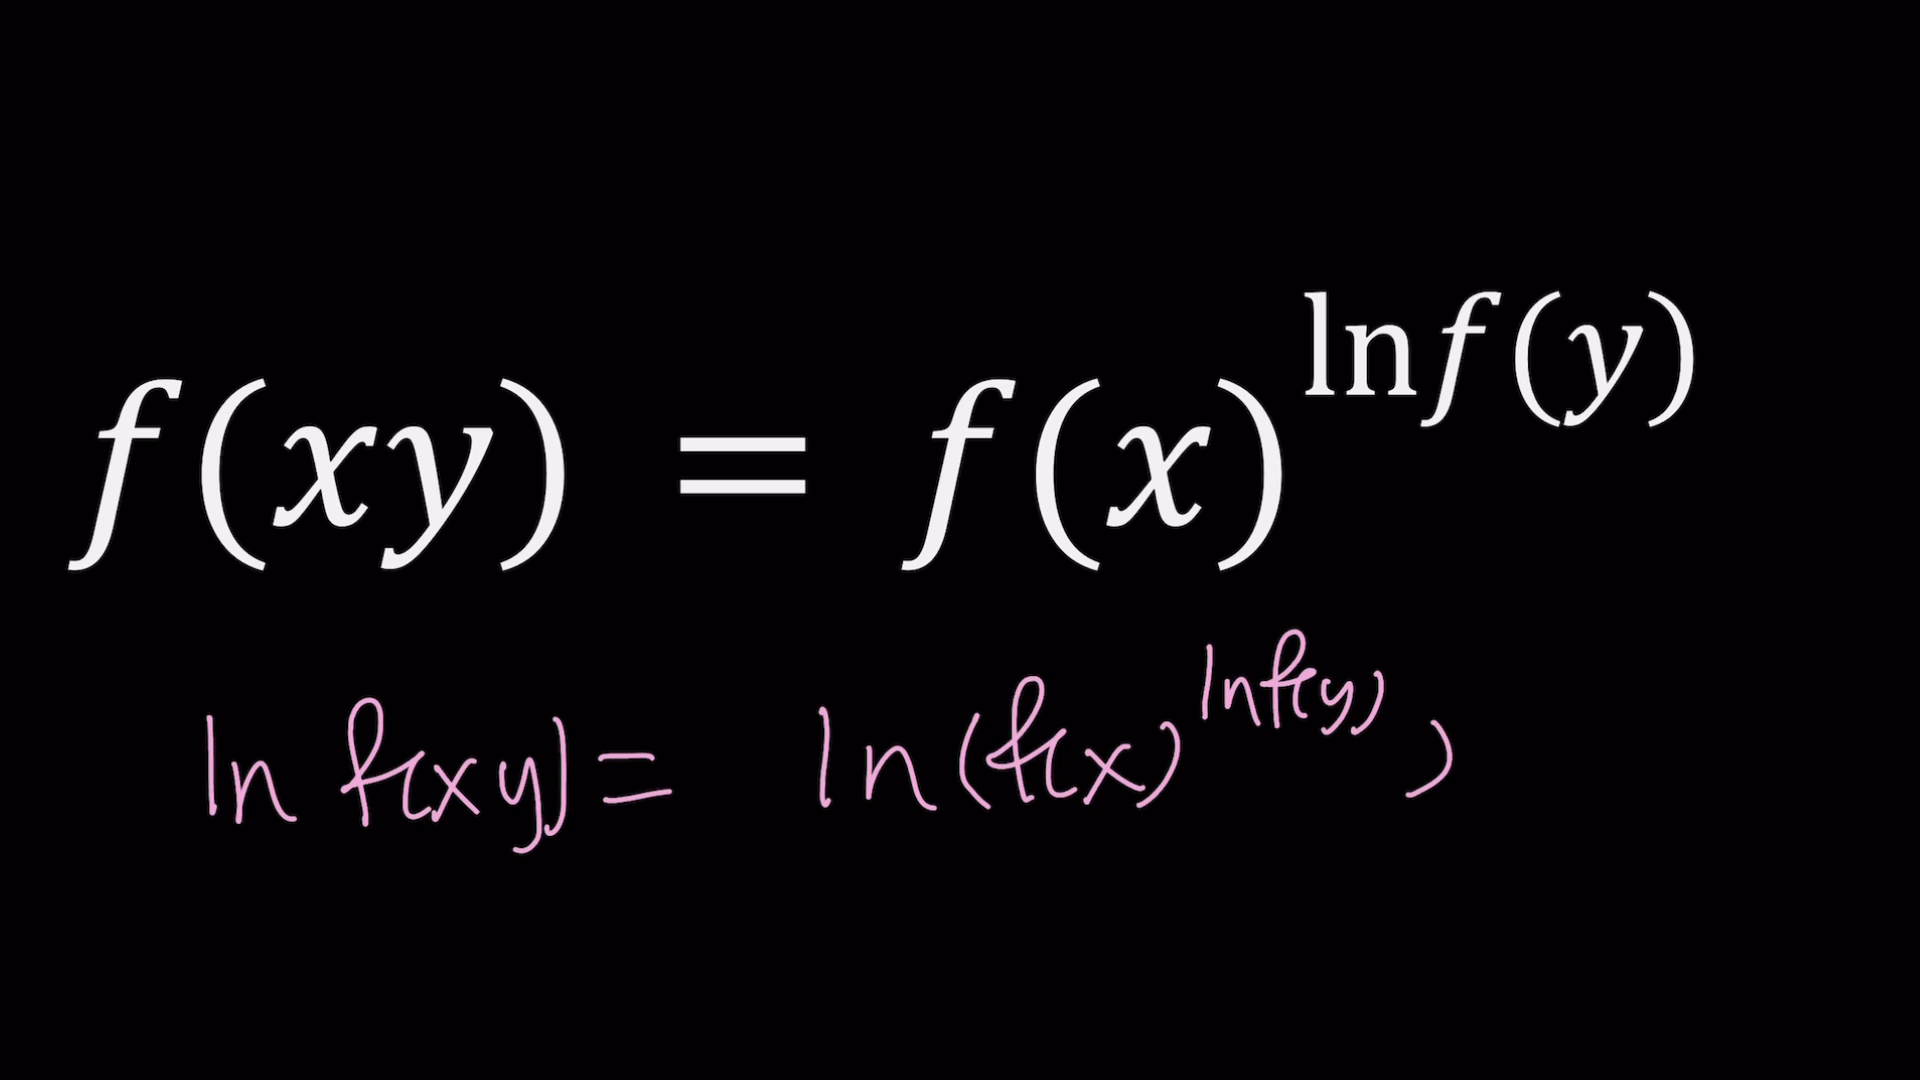 f(xy) = f(x)^{ln f(y)}
ln f(xy) = ln(f(x)^{ln f(y)})